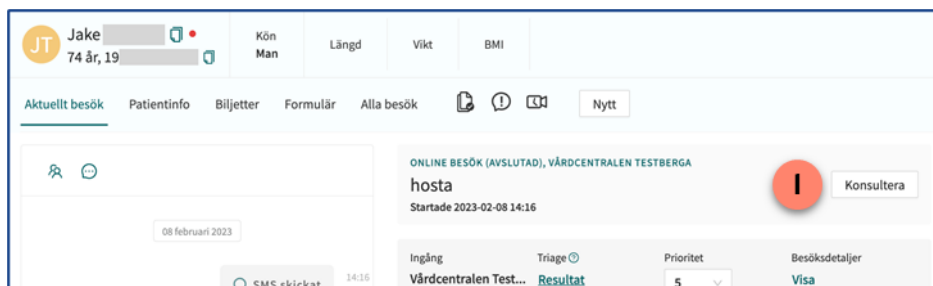 JT
Jake
74 år, 19
Kön
Man
Längd
Vikt
BMI
Aktuellt besök
Patientinfo
Biljetter
Formulär
Alla besök
Nytt
08 februari 2023
SMS skickat
14:16
ONLINE BESÖK (AVSLUTAD), VÅRDCENTRALEN TESTBERGA
hosta
Startade 2023-02-08 14:16
I
Konsultera
Ingång
Vårdcentralen Test...
Triage
Resultat
Prioritet
5
Besöksdetaljer
Visa